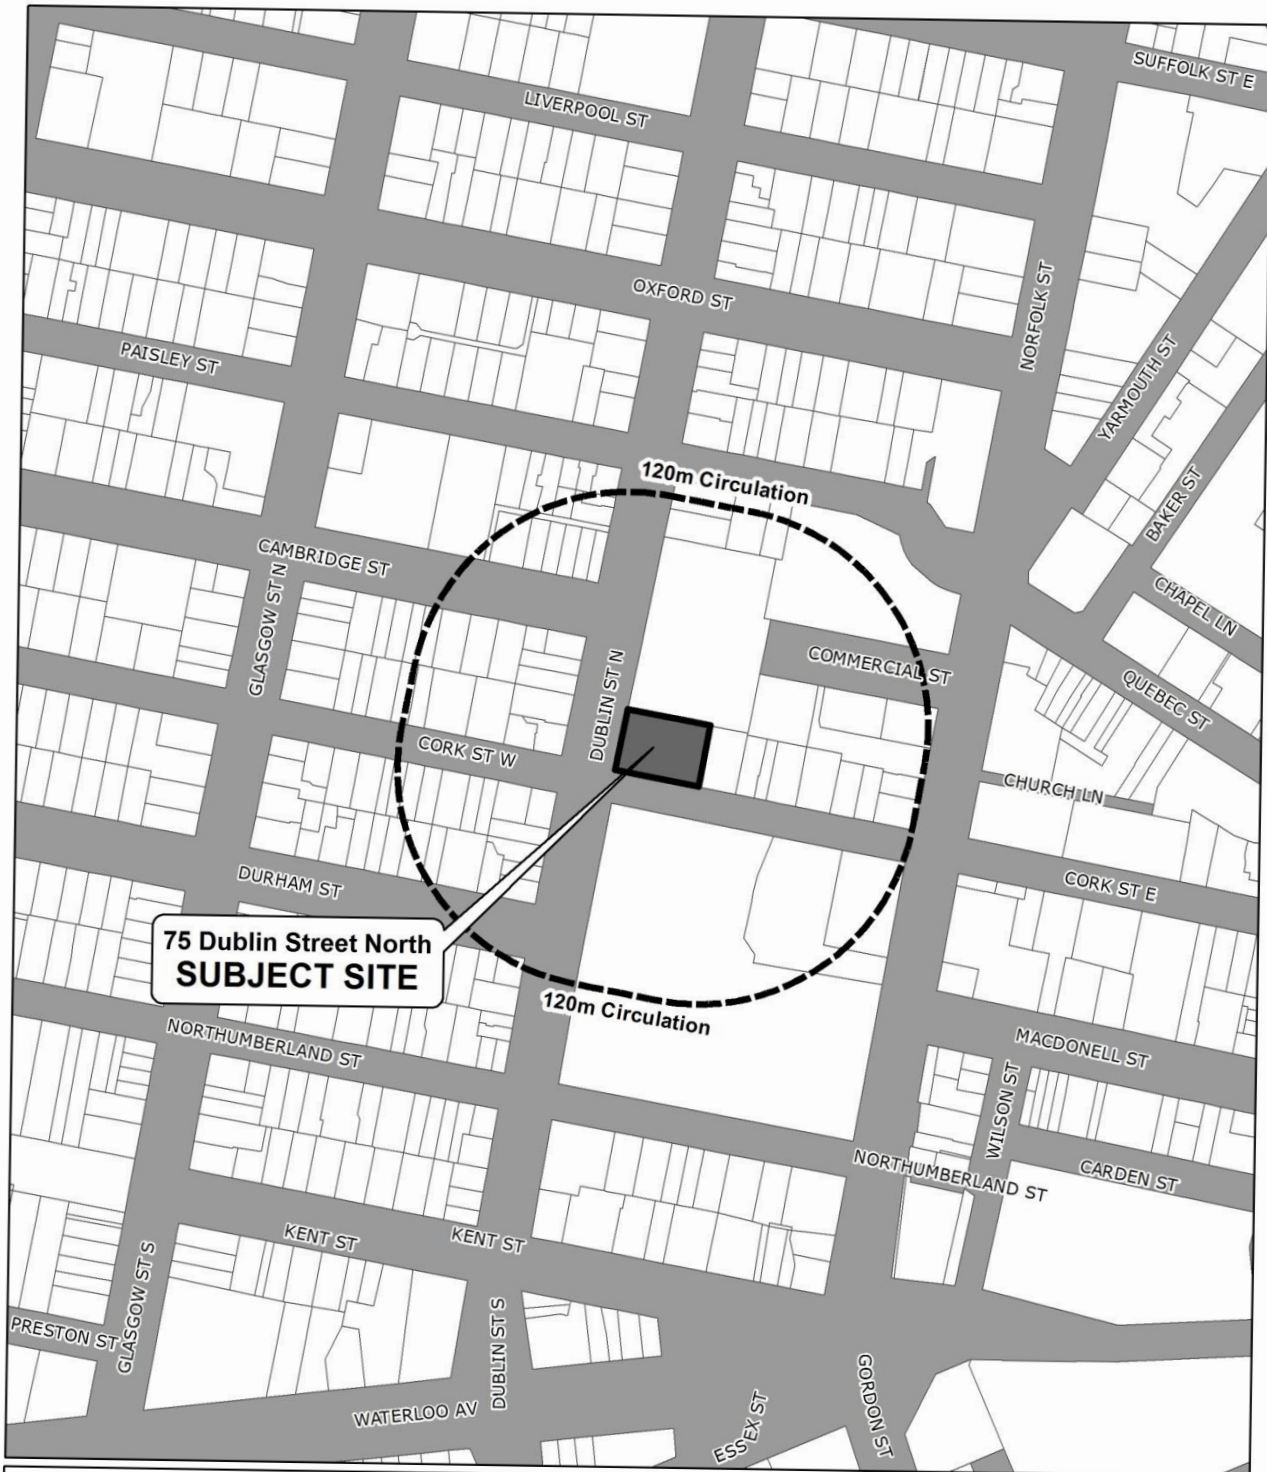 SUFFOLK ST E
LIVERPOOL ST
OXFORD ST
NORFOLK ST
PAISLEY ST
YARMOUTH ST
120m Circulation
BAKER ST
CAMBRIDGE ST
GLASGOW ST N
CHAPEL LN
COMMERCIAL ST
DUBLIN ST N
QUEBEC ST
CORK ST W
CHURCH LN
DURHAM ST
CORK ST E
75 Dublin Street North
SUBJECT SITE
120m Circulation
NORTHUMBERLAND ST
MACDONELL ST
WILSON ST
NORTHUMBERLAND ST
CARDEN ST
KENT ST
KENT ST
GLASGOW ST S
PRESTON ST
DUBLIN ST S
GORDON ST
WATERLOO AV
ESSEX ST